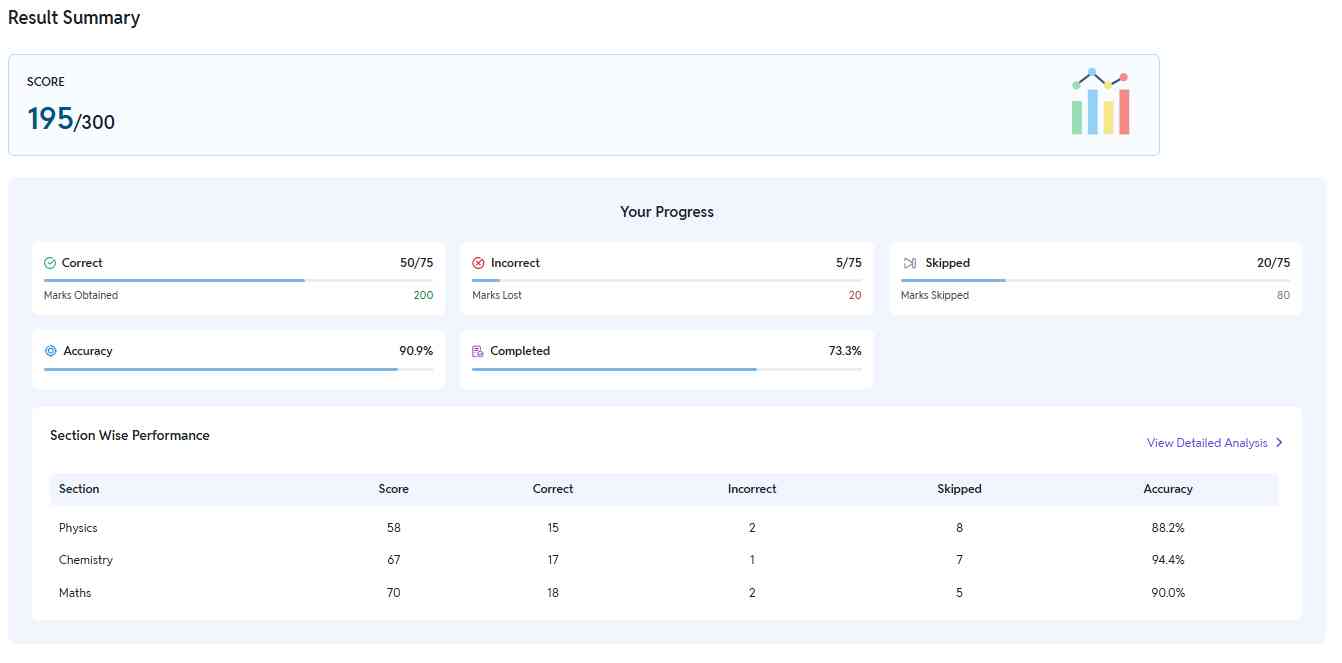 Result Summary
SCORE
195/300
Your Progress
Correct 50/75
Marks Obtained 200
Incorrect 5/75
Marks Lost 20
Skipped 20/75
Marks Skipped 80
Accuracy 90.9%
Completed 73.3%
Section Wise Performance
View Detailed Analysis
Section Score Correct Incorrect Skipped Accuracy
Physics 58 15 2 8 88.2%
Chemistry 67 17 1 7 94.4%
Maths 70 18 2 5 90.0%